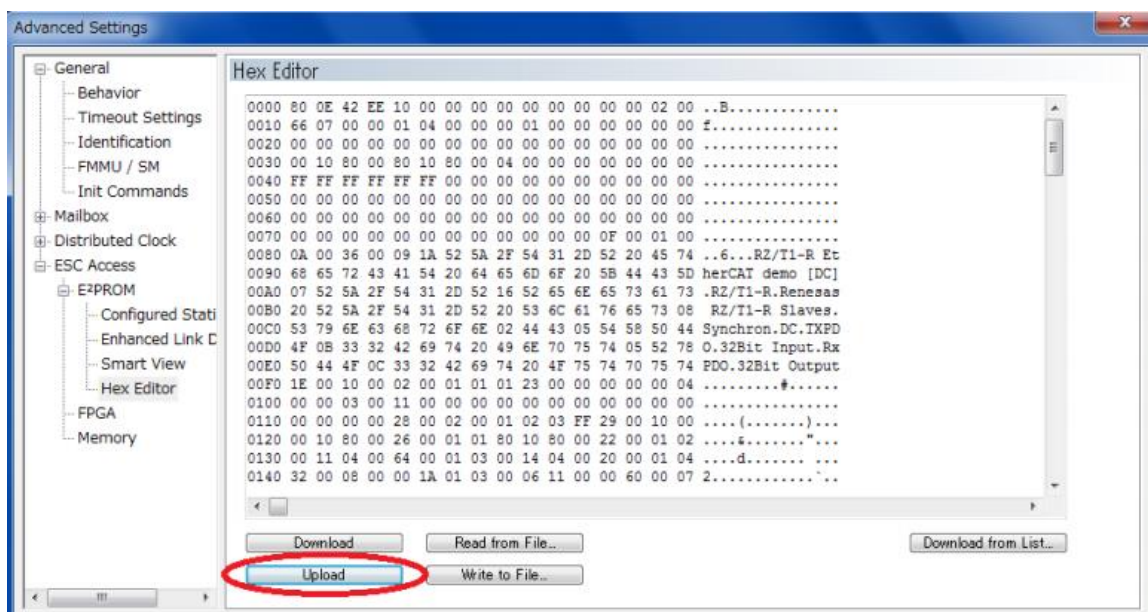 Advanced Settings
General
Behavior
Timeout Settings
Identification
FMMU / SM
Init Commands
Mailbox
Distributed Clock
ESC Access
E²PROM
Configured Stati
Enhanced Link D
Smart View
Hex Editor
FPGA
Memory
Hex Editor
0000 80 0E 42 EE 10 00 00 00 00 00 00 00 00 00 02 00 ..B.............
0010 66 07 00 00 01 04 00 00 00 01 00 00 00 00 00 00 f...............
0020 00 00 00 00 00 00 00 00 00 00 00 00 00 00 00 00 ................
0030 00 10 80 00 80 10 80 00 04 00 00 00 00 00 00 00 ................
0040 FF FF FF FF FF FF 00 00 00 00 00 00 00 00 00 00 ................
0050 00 00 00 00 00 00 00 00 00 00 00 00 00 00 00 00 ................
0060 00 00 00 00 00 00 00 00 00 00 00 00 00 00 00 00 ................
0070 00 00 00 00 00 00 00 00 00 00 00 00 0F 00 01 00 ................
0080 0A 00 36 00 09 1A 52 5A 2F 54 31 2D 52 20 45 74 ..6...RZ/T1-R Et
0090 68 65 72 43 41 54 20 64 65 6D 6F 20 5B 44 43 5D herCAT demo [DC]
00A0 07 52 5A 2F 54 31 2D 52 16 52 65 6E 65 73 61 73 .RZ/T1-R.Renesas
00B0 20 52 5A 2F 54 31 2D 52 20 53 6C 61 76 65 73 08 RZ/T1-R Slaves.
00C0 53 79 6E 63 68 72 6F 6E 02 44 43 05 54 58 50 44 Synchron.DC.TXPD
00D0 4F 0B 33 32 42 69 74 20 49 6E 70 75 74 05 52 78 O.32Bit Input.Rx
00E0 50 44 4F 0C 33 32 42 69 74 20 4F 75 74 70 75 74 PDO.32Bit Output
00F0 1E 00 10 00 02 00 01 01 01 23 00 00 00 00 00 04 .........#......
0100 00 00 03 00 11 00 00 00 00 00 00 00 00 00 00 00 ................
0110 00 00 00 00 28 00 02 00 01 02 03 FF 29 00 10 00 ....(.......)...
0120 00 10 80 00 26 00 01 01 80 10 80 00 22 00 01 02 ....&......."...
0130 00 11 04 00 64 00 01 03 00 14 04 00 20 00 01 04 ....d....... ...
0140 32 00 08 00 00 1A 01 03 00 06 11 00 00 60 00 07 2............`..
Download
Read from File...
Download from List...
Upload
Write to File...